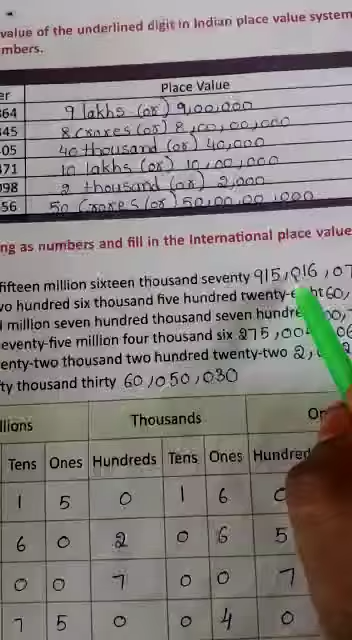 value of the underlined digit in Indian place value system
mbers.
er Place Value
364 9 lakhs (or) 9,00,000
345 8 crores (or) 8,00,00,000
05 40 thousand (or) 40,000
971 10 lakhs (or) 10,00,000
098 2 thousand (or) 2,000
56 50 crores (or) 50,00,00,000
ng as numbers and fill in the International place value
fifteen million sixteen thousand seventy 915,016,07
wo hundred six thousand five hundred twenty-eight 60,
million seven hundred thousand seven hundre
eventy-five million four thousand six 275,004
enty-two thousand two hundred twenty-two
ty thousand thirty 60,050,030
llions Thousands On
Tens Ones Hundreds Tens Ones Hundred
1 5 0 1 6 0
6 0 2 0 6 5
0 0 7 0 0 7
7 5 0 0 4 0